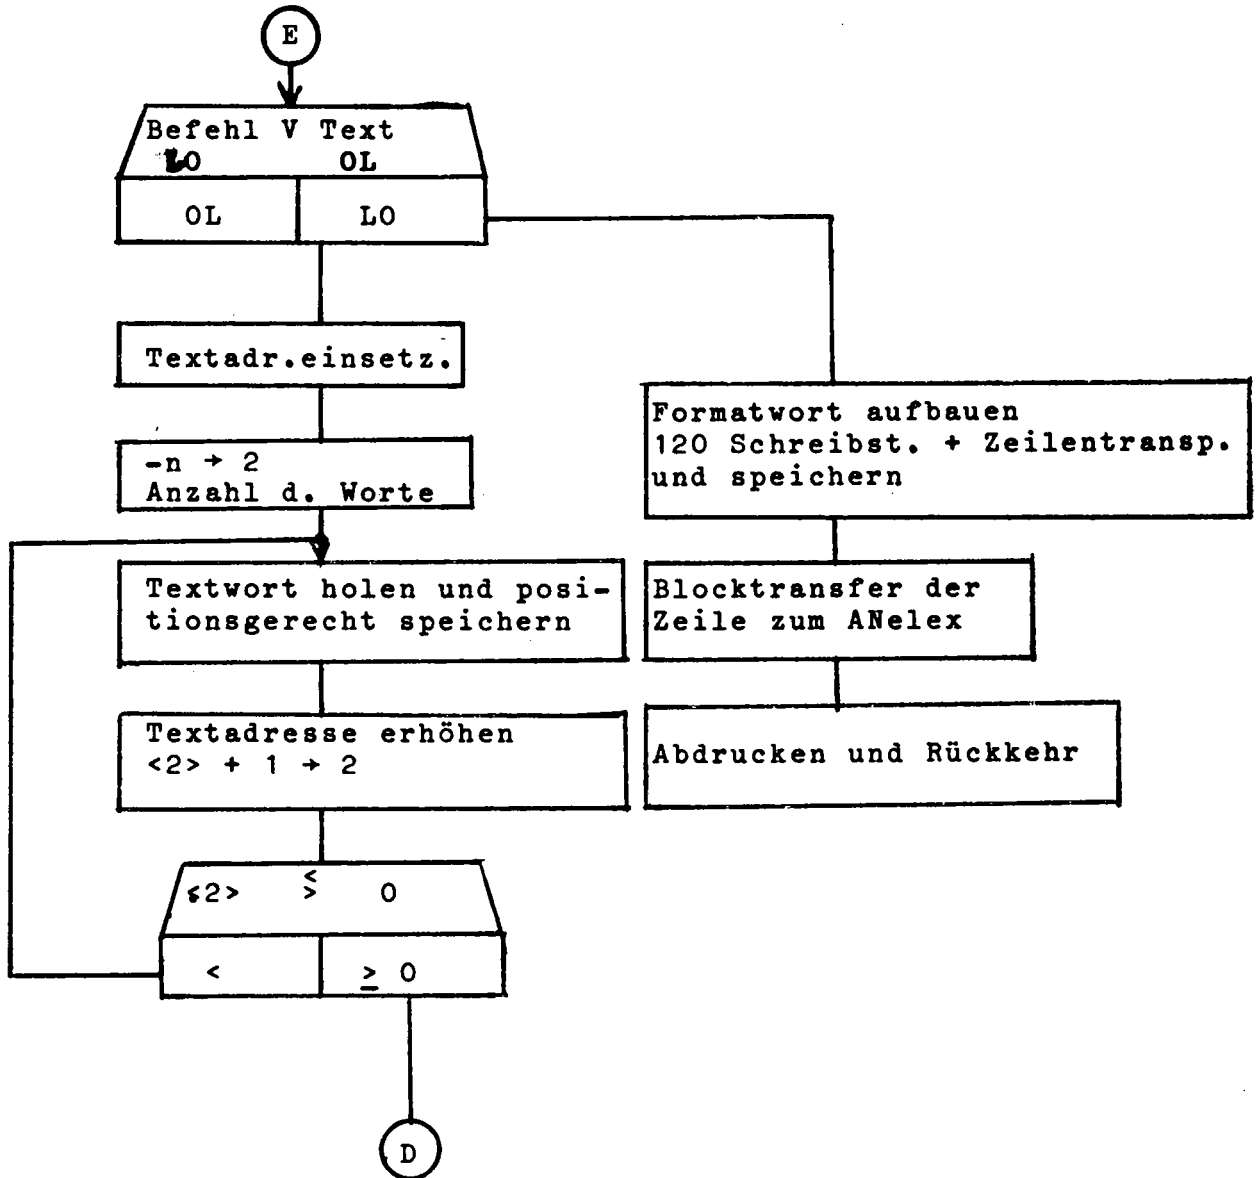 E
Befehl V Text
LO OL
OL LO
Textadr.einsetz.
-n → 2
Anzahl d. Worte
Textwort holen und posi-
tionsgerecht speichern
Textadresse erhöhen
<2> + 1 → 2
<2> <
> 0
< ≥ 0
D
Formatwort aufbauen
120 Schreibst. + Zeilentransp.
und speichern
Blocktransfer der
Zeile zum ANelex
Abdrucken und Rückkehr